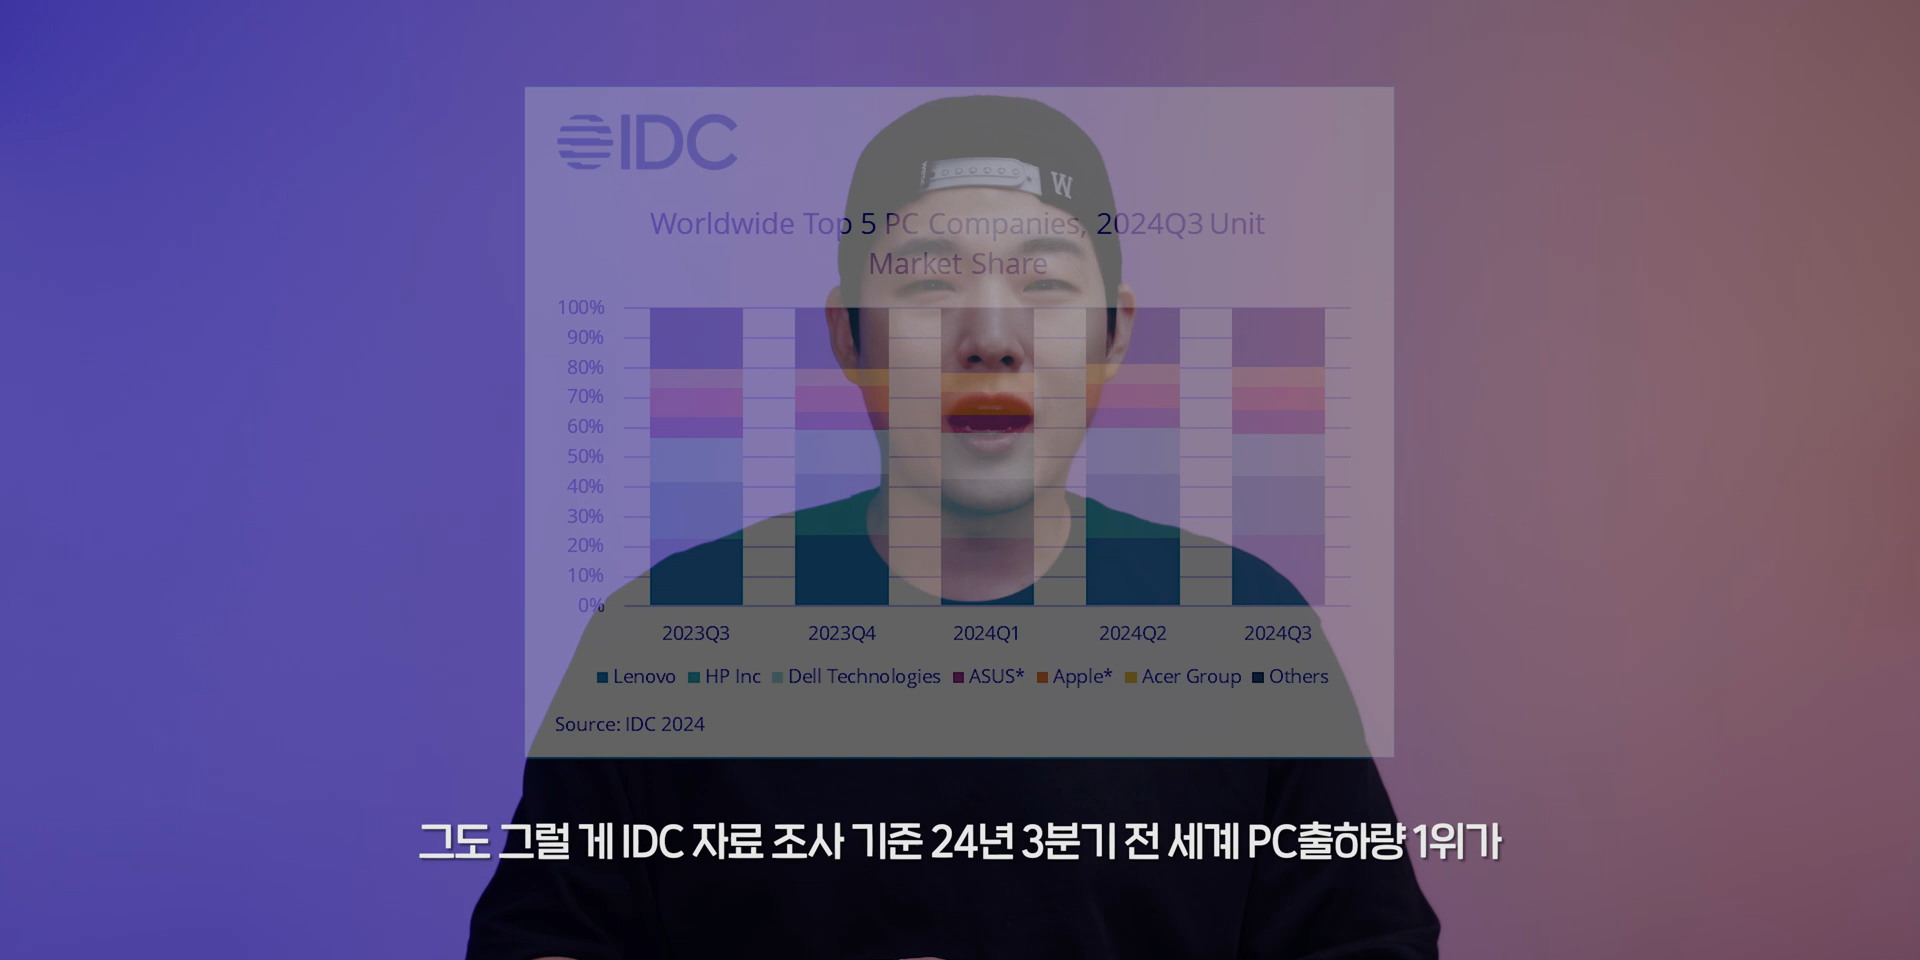 IDC
W
Worldwide Top 5 PC Companies, 2024Q3 Unit
Market Share
100%
90%
80%
70%
60%
50%
40%
30%
20%
10%
0%
2023Q3 2023Q4 2024Q1 2024Q2 2024Q3
Lenovo HP Inc Dell Technologies ASUS* Apple* Acer Group Others
Source: IDC 2024
그도 그럴 게 IDC 자료 조사 기준 24년 3분기 전 세계 PC출하량 1위가